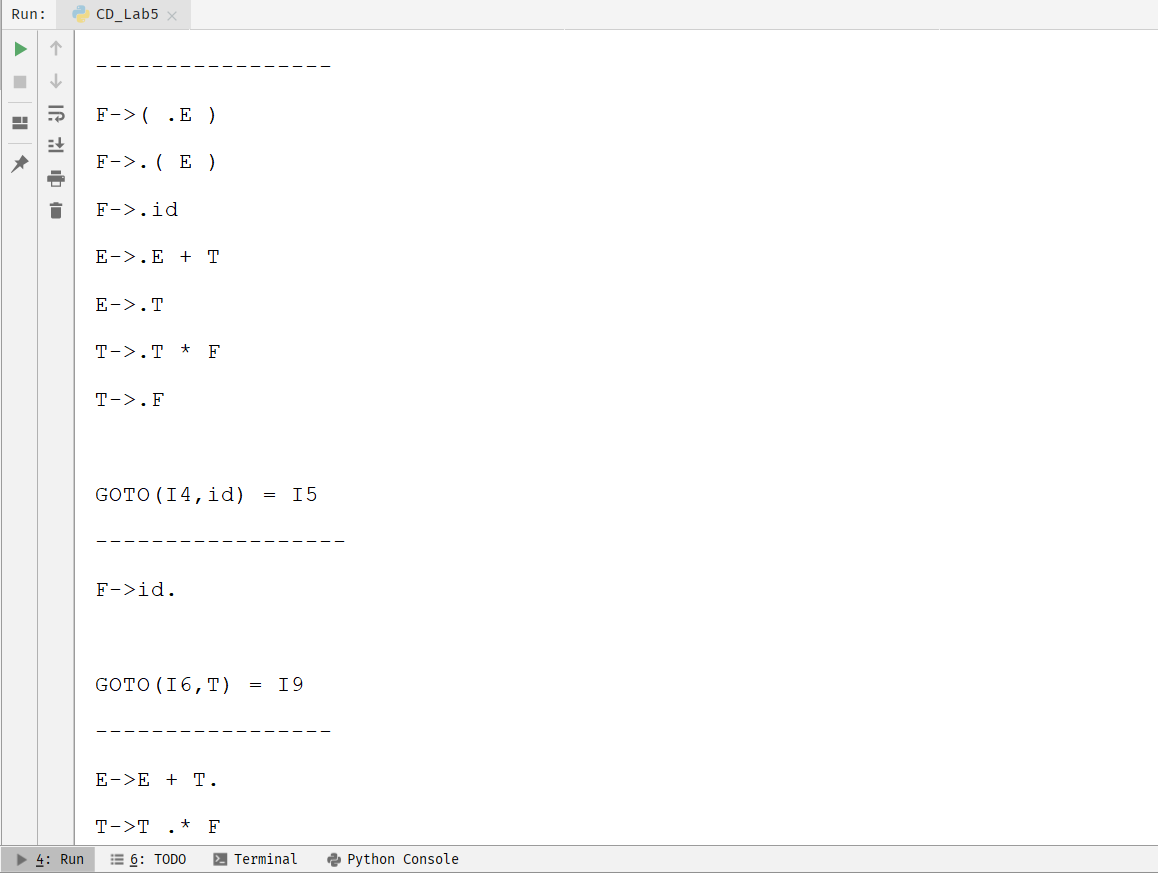 Run: CD_Lab5
-----------------
F->( .E )
F->.( E )
F->.id
E->.E + T
E->.T
T->.T * F
T->.F
GOTO(I4,id) = I5
------------------
F->id.
GOTO(I6,T) = I9
-----------------
E->E + T.
T->T .* F
4: Run 6: TODO Terminal Python Console